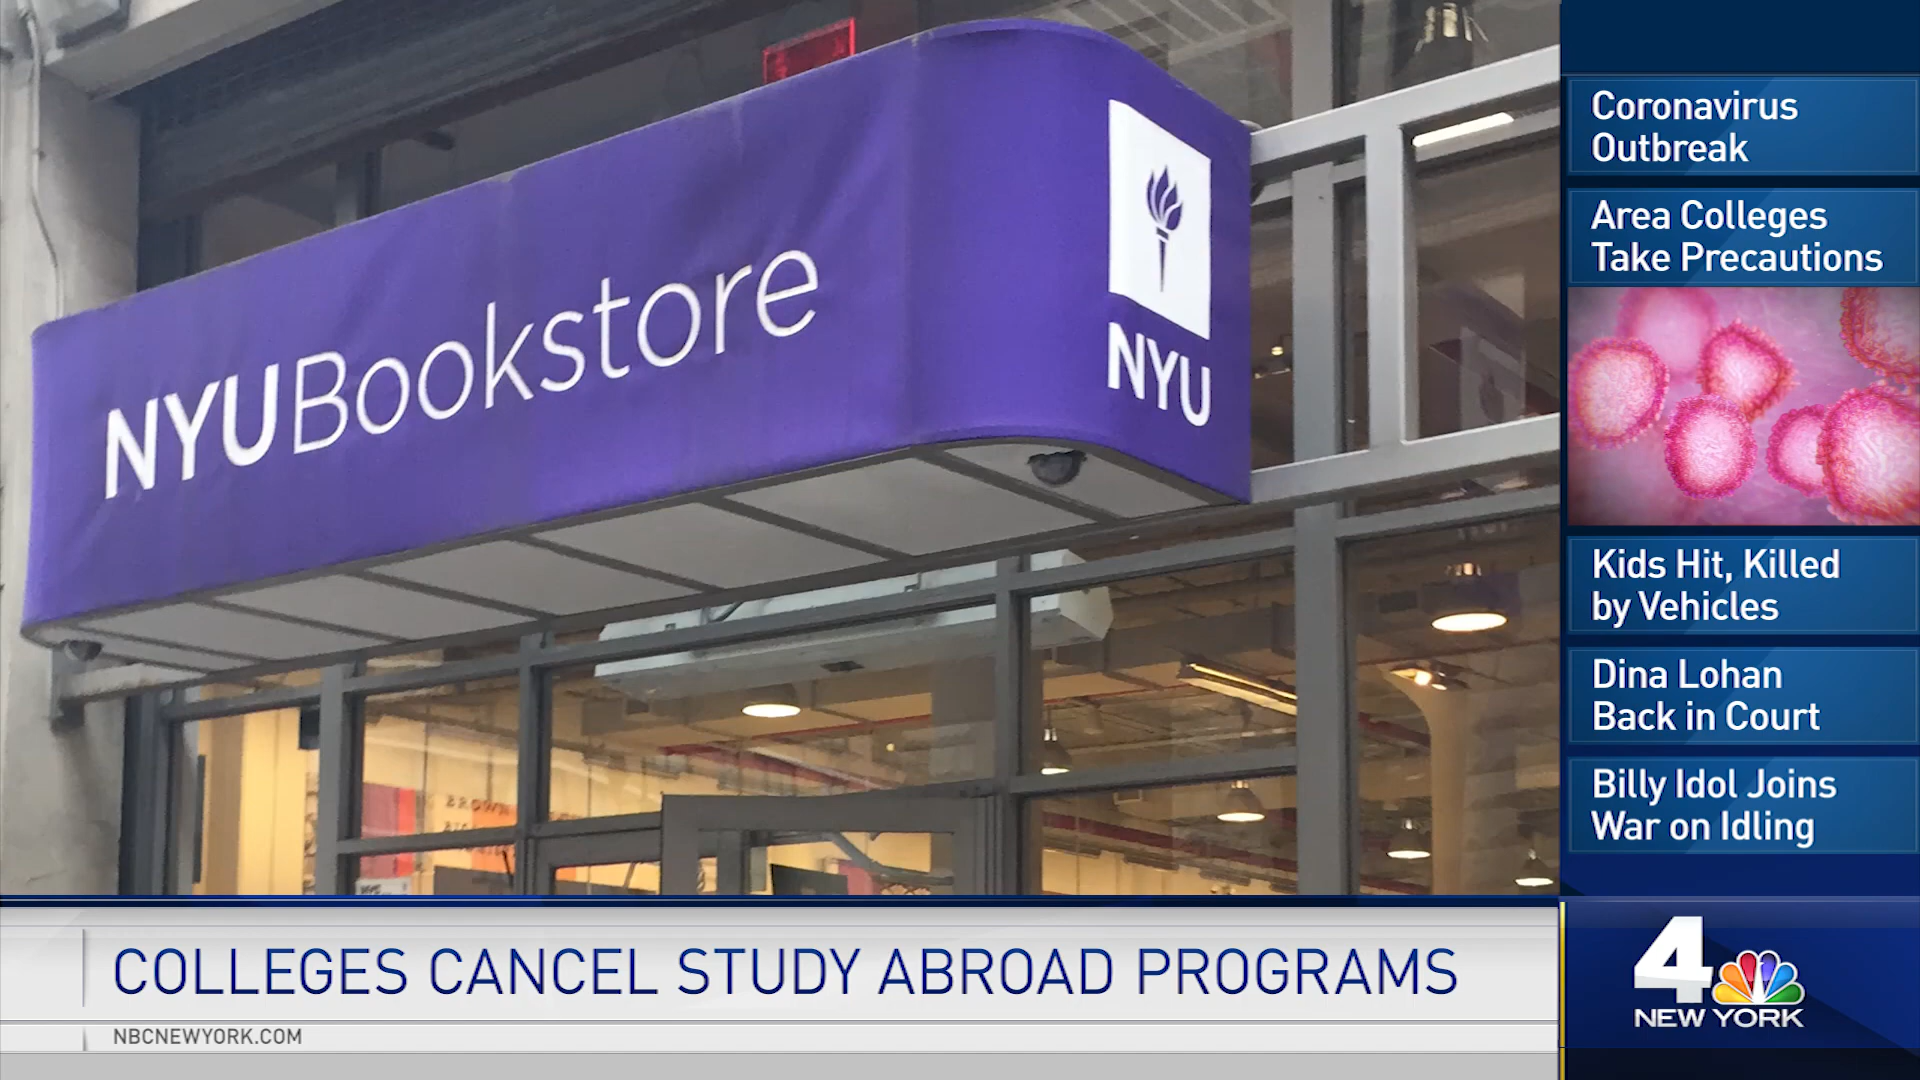 NYU Bookstore
NYU
Coronavirus
Outbreak
Area Colleges
Take Precautions
Kids Hit, Killed
by Vehicles
Dina Lohan
Back in Court
Billy Idol Joins
War on Idling
COLLEGES CANCEL STUDY ABROAD PROGRAMS
NBCNEWYORK.COM
4
NEW YORK